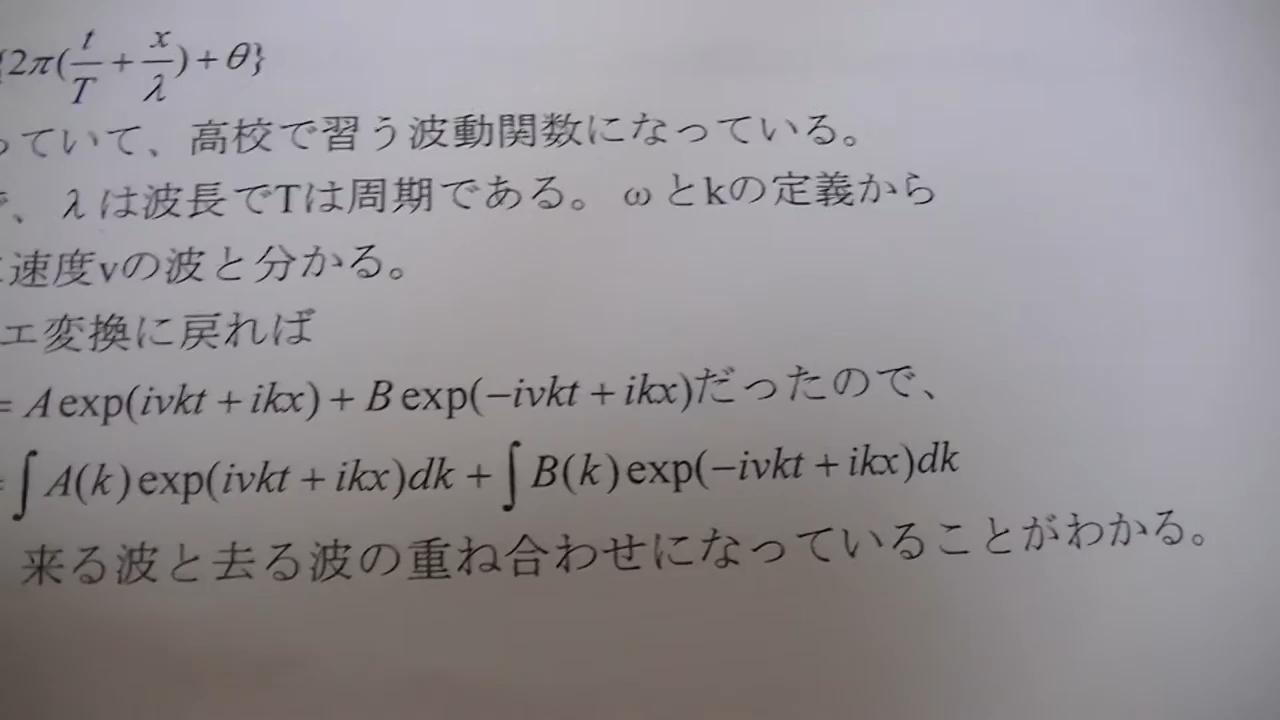 {2π(t/T + x/λ) + θ}
っていて、高校で習う波動関数になっている。
、λは波長でTは周期である。ωとkの定義から
速度vの波と分かる。
エ変換に戻れば
= A exp(ivkt + ikx) + B exp(−ivkt + ikx)だったので、
= ∫ A(k) exp(ivkt + ikx)dk + ∫ B(k) exp(−ivkt + ikx)dk
来る波と去る波の重ね合わせになっていることがわかる。